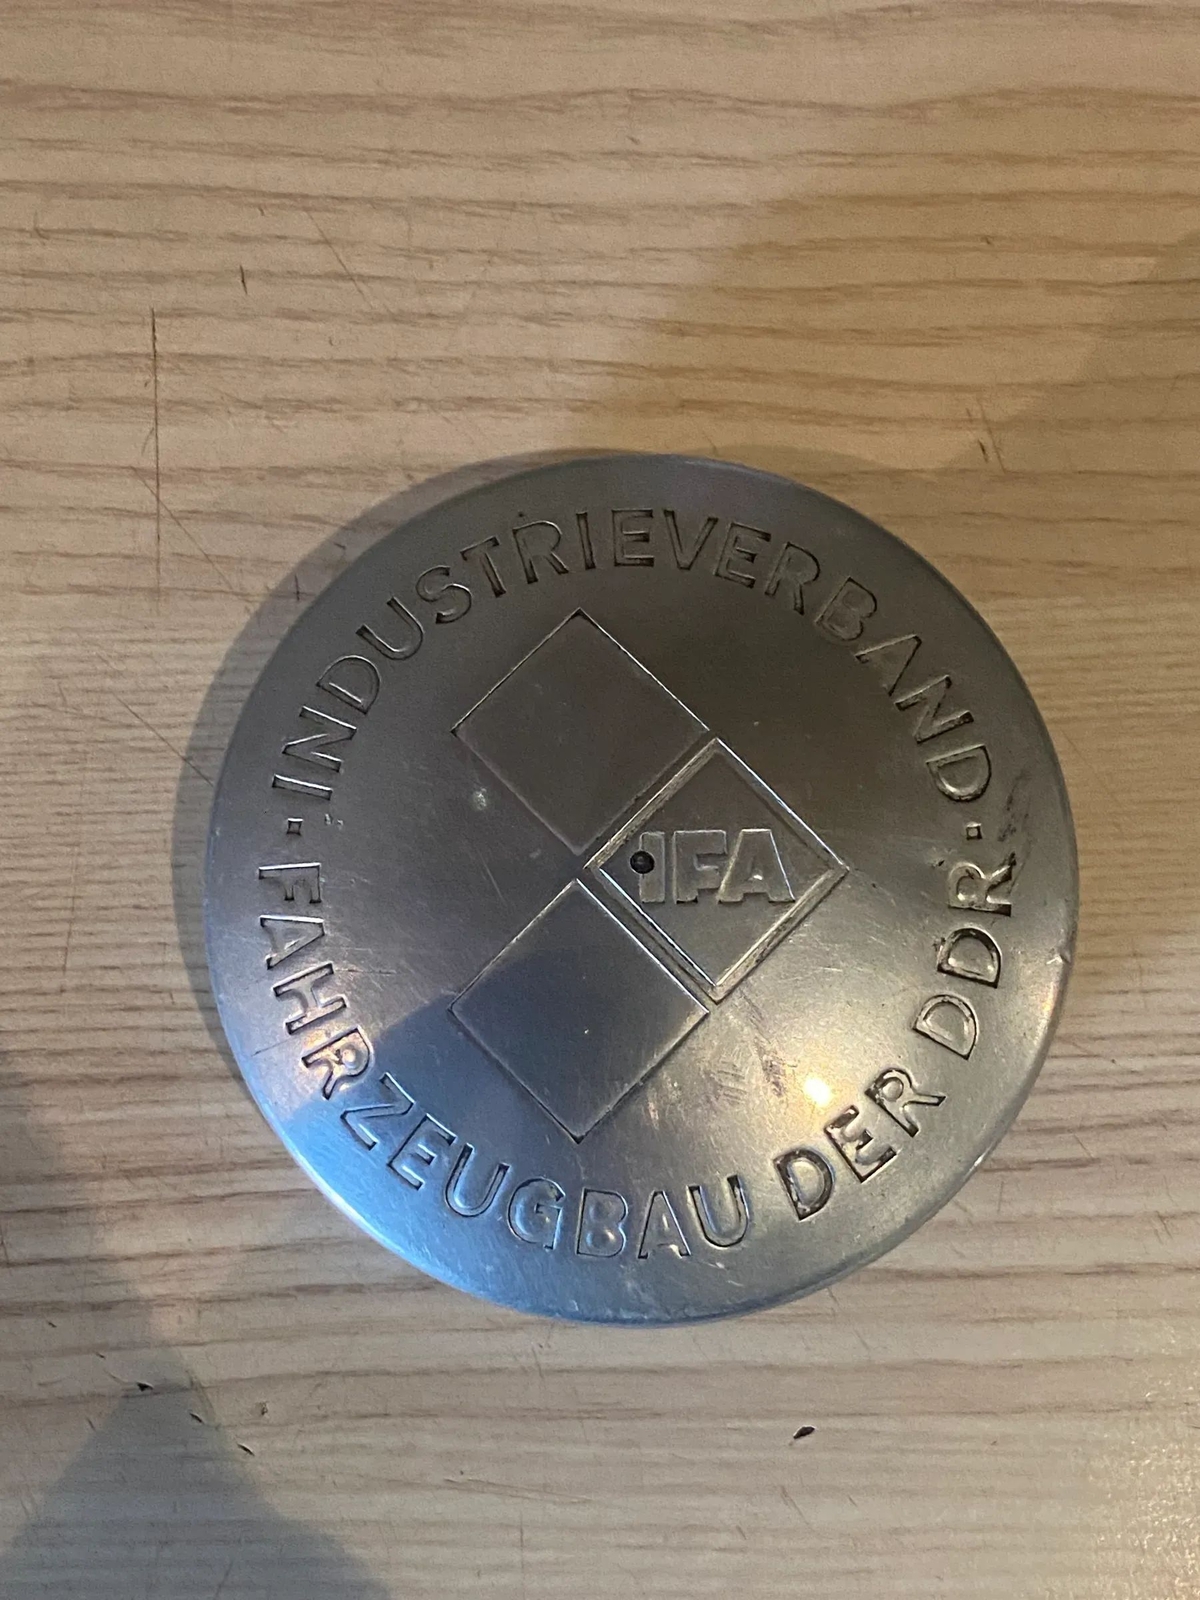 · INDUSTRIEVERBAND ·
FAHRZEUGBAU DER DDR
IFA